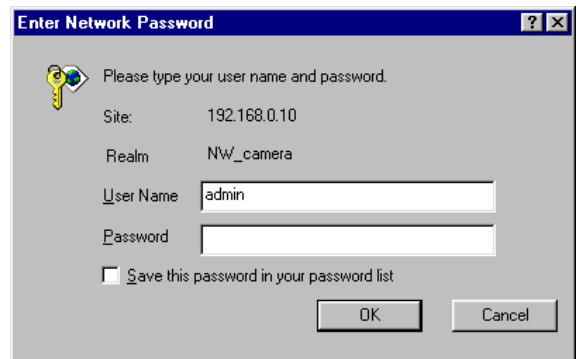 Enter Network Password
Please type your user name and password.
Site: 192.168.0.10
Realm NW_camera
User Name admin
Password
Save this password in your password list
OK Cancel